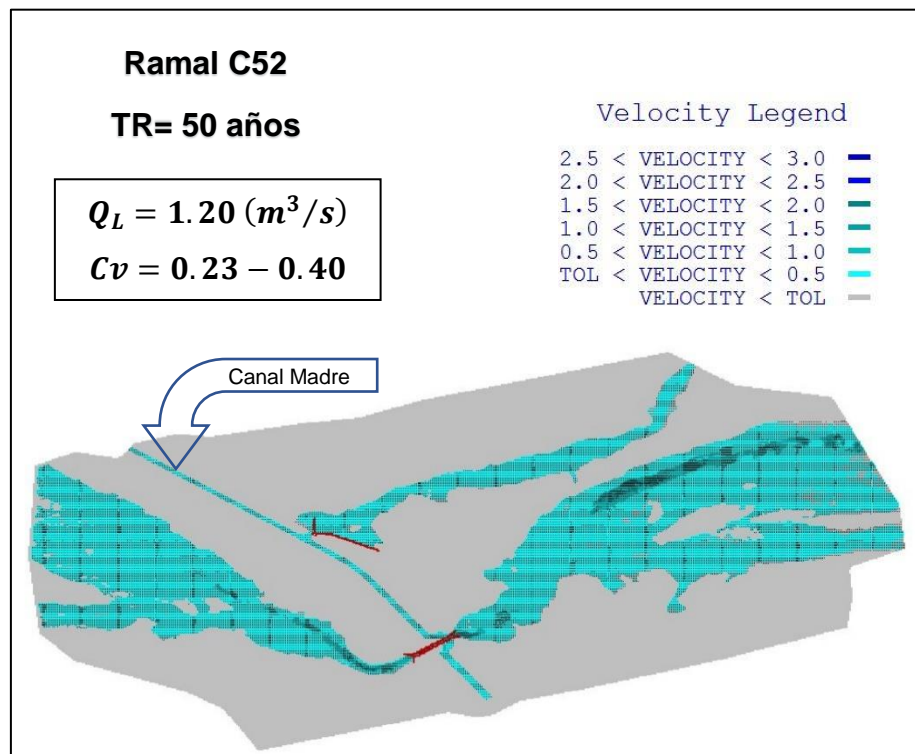 Ramal C52
TR= 50 años
Q_L = 1.20 (m³/s)
Cv = 0.23 − 0.40
Velocity Legend
2.5 < VELOCITY < 3.0
2.0 < VELOCITY < 2.5
1.5 < VELOCITY < 2.0
1.0 < VELOCITY < 1.5
0.5 < VELOCITY < 1.0
TOL < VELOCITY < 0.5
VELOCITY < TOL
Canal Madre